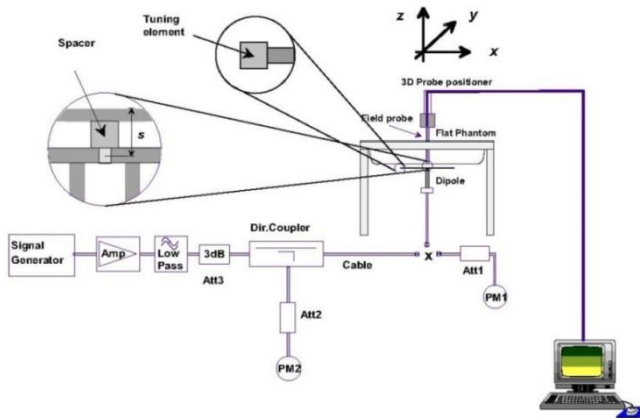 Tuning
element
Spacer
s
z
y
x
3D Probe positioner
Field probe
Flat Phantom
Dipole
Signal
Generator
Amp
Low
Pass
3dB
Att3
Dir.Coupler
Cable
x
Att1
PM1
Att2
PM2